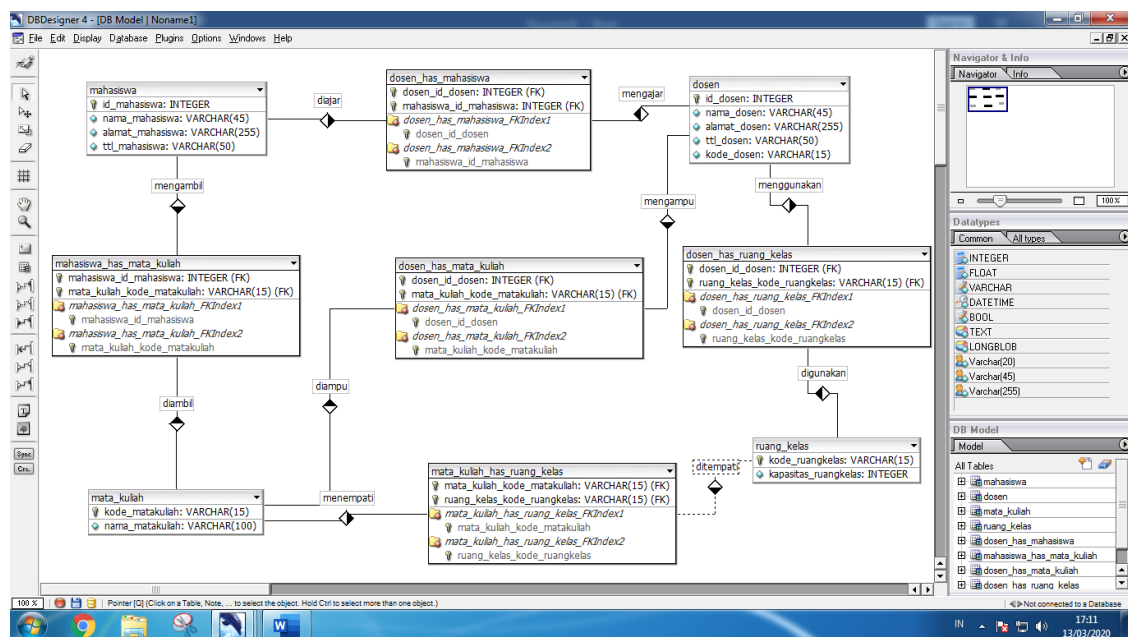 DBDesigner 4 - [DB Model | Noname1]
File Edit Display Database Plugins Options Windows Help
mahasiswa
id_mahasiswa: INTEGER
nama_mahasiswa: VARCHAR(45)
alamat_mahasiswa: VARCHAR(255)
ttl_mahasiswa: VARCHAR(50)
diajar
dosen_has_mahasiswa
dosen_id_dosen: INTEGER (FK)
mahasiswa_id_mahasiswa: INTEGER (FK)
dosen_has_mahasiswa_FKIndex1
dosen_id_dosen
dosen_has_mahasiswa_FKIndex2
mahasiswa_id_mahasiswa
mengajar
dosen
id_dosen: INTEGER
nama_dosen: VARCHAR(45)
alamat_dosen: VARCHAR(255)
ttl_dosen: VARCHAR(50)
kode_dosen: VARCHAR(15)
mengambil
mengampu
menggunakan
mahasiswa_has_mata_kuliah
mahasiswa_id_mahasiswa: INTEGER (FK)
mata_kuliah_kode_matakuliah: VARCHAR(15) (FK)
mahasiswa_has_mata_kuliah_FKIndex1
mahasiswa_id_mahasiswa
mahasiswa_has_mata_kuliah_FKIndex2
mata_kuliah_kode_matakuliah
dosen_has_mata_kuliah
dosen_id_dosen: INTEGER (FK)
mata_kuliah_kode_matakuliah: VARCHAR(15) (FK)
dosen_has_mata_kuliah_FKIndex1
dosen_id_dosen
dosen_has_mata_kuliah_FKIndex2
mata_kuliah_kode_matakuliah
dosen_has_ruang_kelas
dosen_id_dosen: INTEGER (FK)
ruang_kelas_kode_ruangkelas: VARCHAR(15) (FK)
dosen_has_ruang_kelas_FKIndex1
dosen_id_dosen
dosen_has_ruang_kelas_FKIndex2
ruang_kelas_kode_ruangkelas
diambil
diampu
digunakan
mata_kuliah
kode_matakuliah: VARCHAR(15)
nama_matakuliah: VARCHAR(100)
menempati
mata_kuliah_has_ruang_kelas
mata_kuliah_kode_matakuliah: VARCHAR(15) (FK)
ruang_kelas_kode_ruangkelas: VARCHAR(15) (FK)
mata_kuliah_has_ruang_kelas_FKIndex1
mata_kuliah_kode_matakuliah
mata_kuliah_has_ruang_kelas_FKIndex2
ruang_kelas_kode_ruangkelas
ditempati
ruang_kelas
kode_ruangkelas: VARCHAR(15)
kapasitas_ruangkelas: INTEGER
Navigator & Info
Navigator Info
100%
Datatypes
Common All types
INTEGER
FLOAT
VARCHAR
DATETIME
BOOL
TEXT
LONGBLOB
Varchar(20)
Varchar(45)
Varchar(255)
DB Model
Model
All Tables
mahasiswa
dosen
mata_kuliah
ruang_kelas
dosen_has_mahasiswa
mahasiswa_has_mata_kuliah
dosen_has_mata_kuliah
dosen has ruang kelas
Sync
100 % Pointer [Q] (Click on a Table, Note, ... to select the object. Hold Ctrl to select more than one object.) Not connected to a Database
IN 17:11
13/03/2020